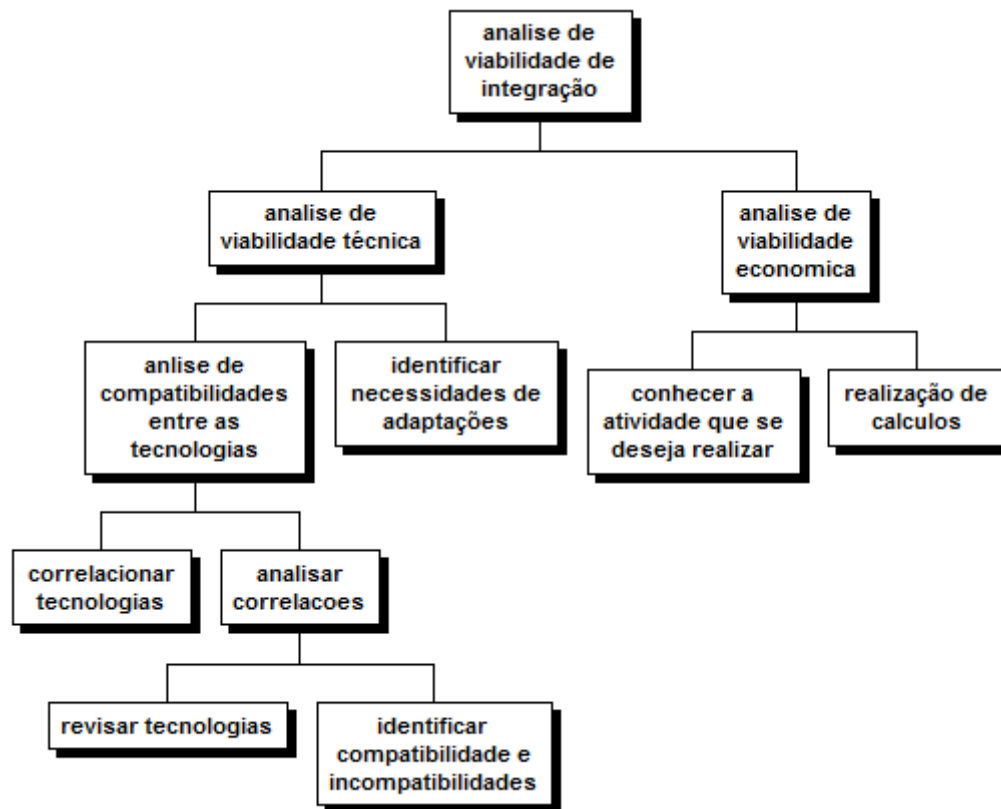 analise de
viabilidade de
integração
analise de
viabilidade técnica
analise de
viabilidade
economica
anlise de
compatibilidades
entre as
tecnologias
identificar
necessidades de
adaptações
conhecer a
atividade que se
deseja realizar
realização de
calculos
correlacionar
tecnologias
analisar
correlacoes
revisar tecnologias
identificar
compatibilidade e
incompatibilidades